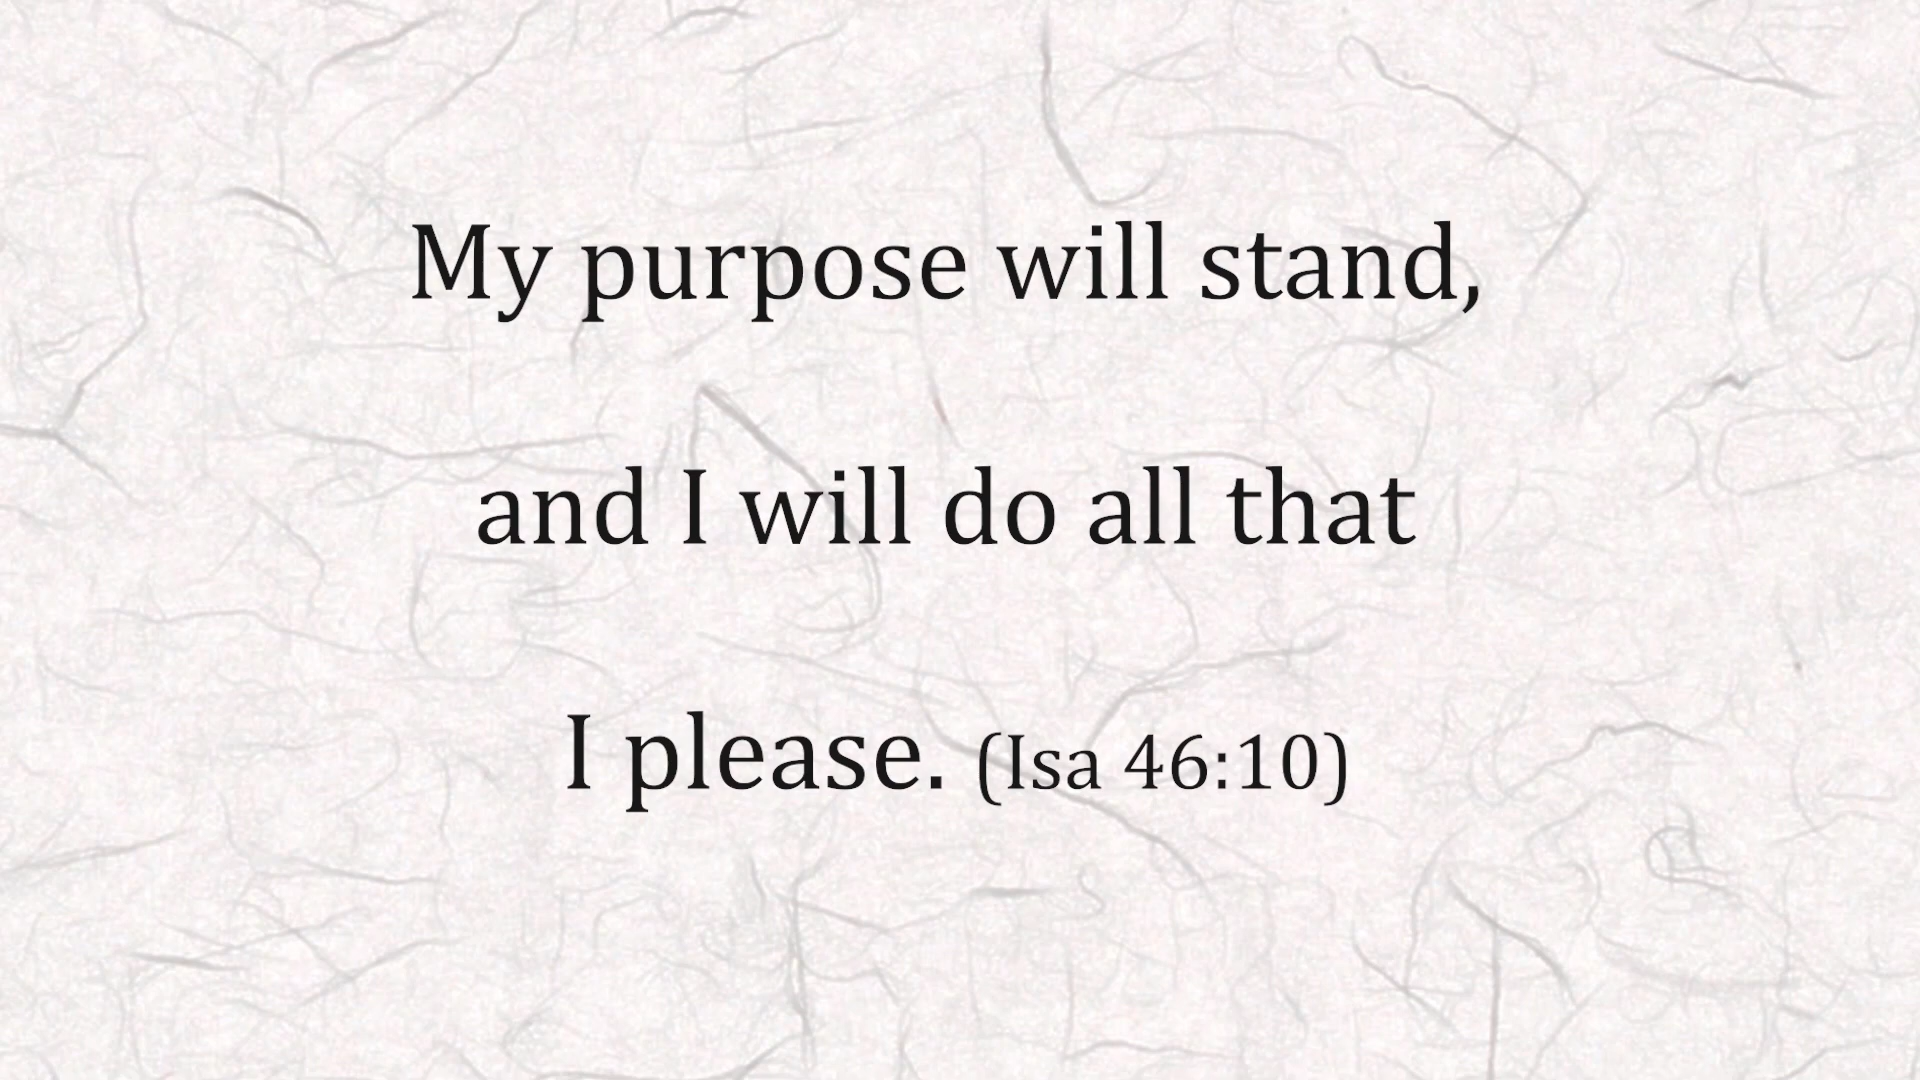 My purpose will stand,
and I will do all that
I please. (Isa 46:10)